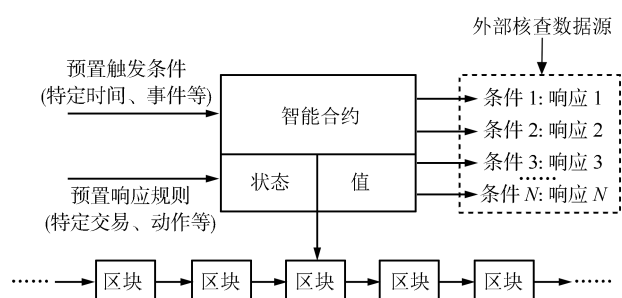 外部核查数据源
预置触发条件
(特定时间、事件等)
智能合约
状态
值
预置响应规则
(特定交易、动作等)
条件 1: 响应 1
条件 2: 响应 2
条件 3: 响应 3
……
条件 N: 响应 N
…… 区块 区块 区块 区块 区块 ……